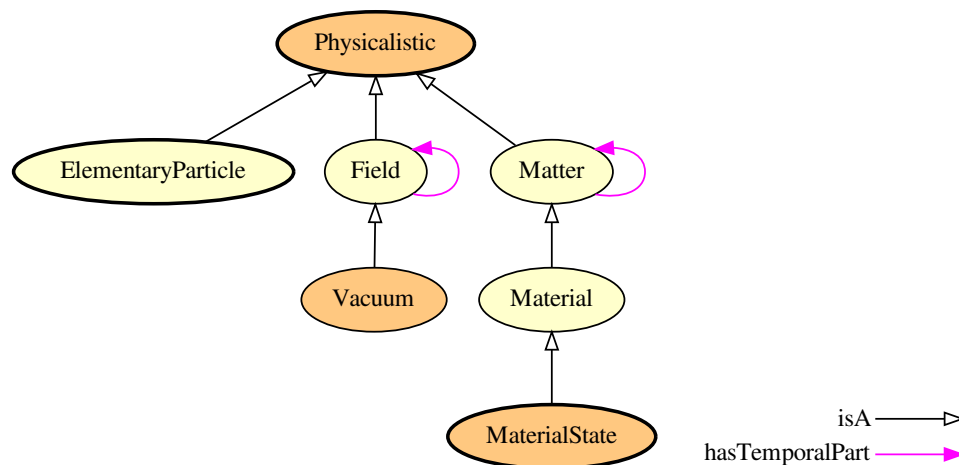 Physicalistic
ElementaryParticle
Field
Matter
Vacuum
Material
MaterialState
isA
hasTemporalPart